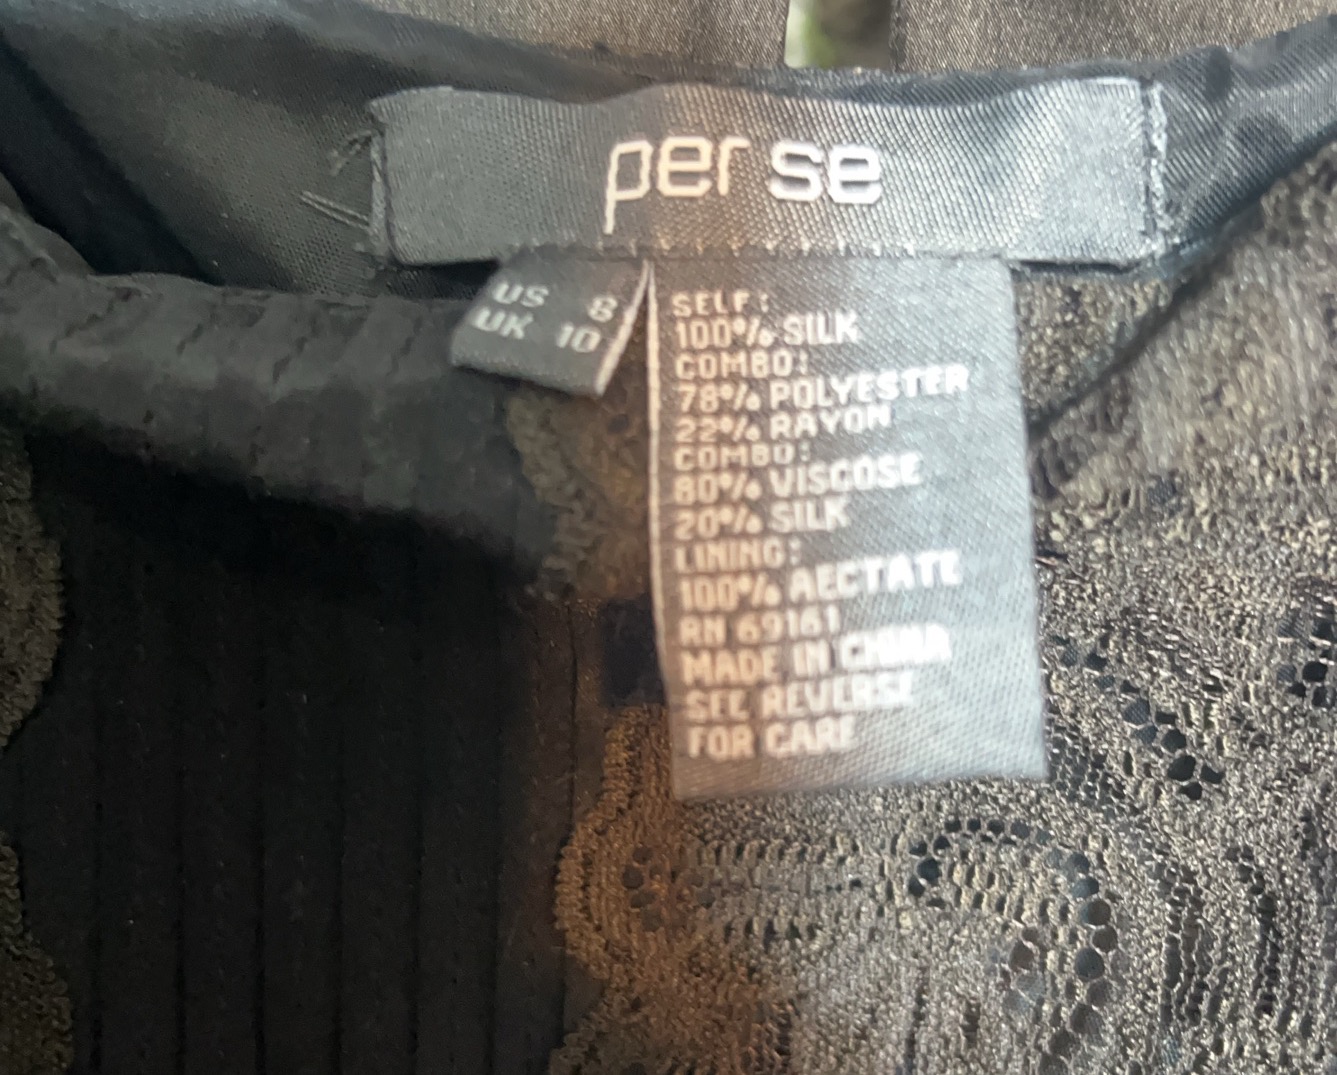 per se
US 8
UK 10
SELF:
100% SILK
COMBO:
78% POLYESTER
22% RAYON
COMBO:
80% VISCOSE
20% SILK
LINING:
100% AECTATE
RN 69161
MADE IN CHINA
SEE REVERSE
FOR CARE